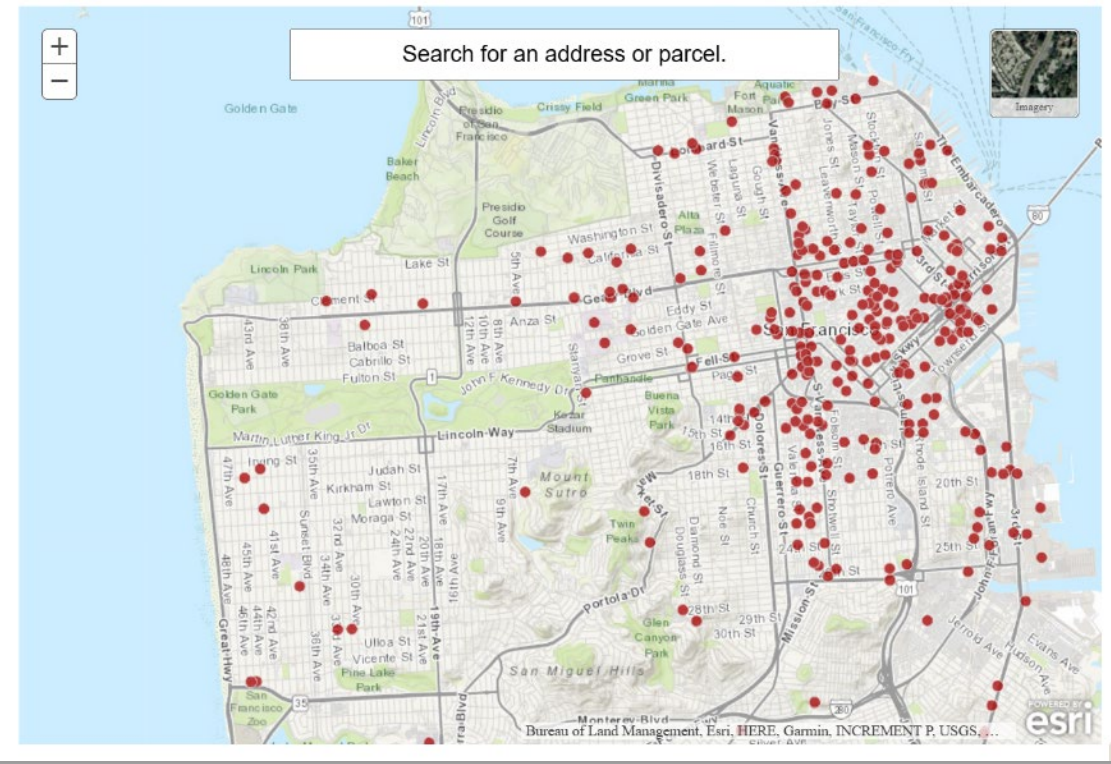 101
+
−
Search for an address or parcel.
Imagery
Golden Gate
Lincoln Blvd
Presidio
of San
Francisco
Crissy Field
Marina
Green Park
Fort
Mason
Aquatic
Bay St
Lombard St
Van Ness Ave
Jones St
Mason St
Stockton St
The Embarcadero
Baker
Beach
Divisadero St
Webster St
Laguna St
Gough St
Leavenworth
Taylor
Powell St
Presidio
Golf
Course
Alta
Plaza
Fillmore
Market
80
Washington St
California St
Lincoln Park
Lake St
5th Ave
3rd St
Clement St
Geary Blvd
Anza St
Eddy St
Golden Gate Ave
San Francisco
43rd Ave
38th Ave
12th Ave
10th Ave
8th Ave
Balboa St
Cabrillo St
Fulton St
Stanyan St
Grove St
Fell St
Page
Townsend
1
John F Kennedy Dr
Panhandle
Golden Gate
Park
Buena
Vista
Park
Kezar
Stadium
Martin Luther King Jr Dr
Lincoln Way
14th St
15th St
16th St
Dolores St
S Van Ness Ave
Folsom St
47th Ave
Irving St
35th Ave
Judah St
Kirkham St
Lawton St
Moraga St
17th Ave
7th Ave
9th Ave
Mount
Sutro
18th St
Guerrero St
Potrero Ave
Rhode Island St
20th St
Market St
Twin
Peaks
Diamond St
Douglass St
Noe St
Church St
Shotwell St
3rd St
25th St
41st Ave
45th Ave
48th Ave
Sunset Blvd
32nd Ave
34th Ave
30th Ave
24th Ave
22nd Ave
20th Ave
18th Ave
16th Ave
101
Portola Dr
28th St
29th St
30th St
Mission St
Glen
Canyon
Park
Great Hwy
46th Ave
44th Ave
42nd Ave
36th Ave
Ulloa St
Vicente St
19th Ave
21st Ave
Pine Lake
Park
San Miguel Hills
Jerrold Ave
Evans Ave
Hudson Ave
San
Francisco
Zoo
35
280
Monterey Blvd
POWERED BY
esri
Bureau of Land Management, Esri, HERE, Garmin, INCREMENT P, USGS, …